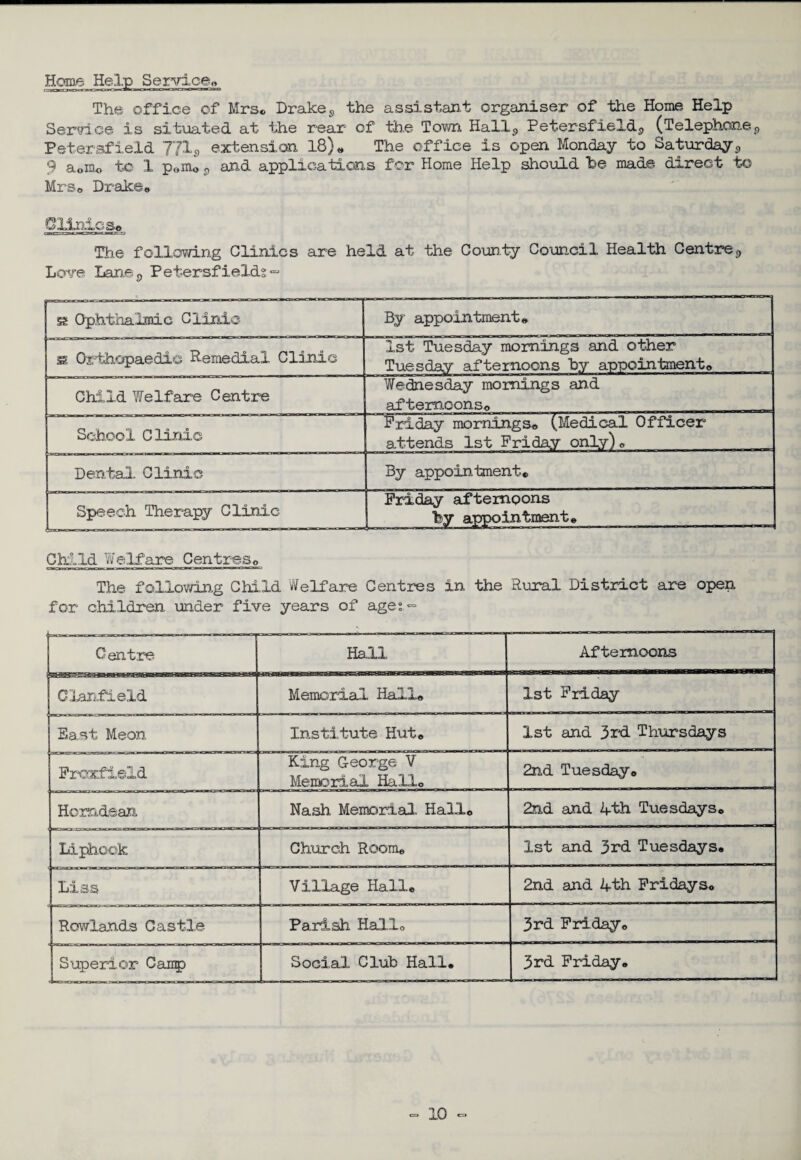 Home Help Service.
The office of Mrs. Drake, the assistant organiser of the Home Help
Service is situated at the rear of the Town Hall, Petersfield, (Telephone,
Petersfield 771, extension 18). The office is open Monday to Saturday,
9 a.m. to 1 p.m., and applications for Home Help should be made direct to
Mrs. Drake.
Clinics.
The following Clinics are held at the County Council Health Centre,
Love Lane, Petersfield:-
Ophthalmic Clinic By appointment.
Orthopaedic Remedial Clinic 1st Tuesday mornings and other
Tuesday afternoons by appointment.
Child Welfare Centre Wednesday mornings and
afternoons.
School Clinic Friday mornings. (Medical Officer
attends 1st Friday only).
Dental Clinic By appointment.
Speech Therapy Clinic Friday afternoons
by appointment.
Child Welfare Centres.
The following Child Welfare Centres in the Rural District are open
for children under five years of age:-
Centre Hall Afternoons
Clanfield Memorial Hall. 1st Friday
East Meon Institute Hut. 1st and 3rd Thursdays
Froxfield King George V
Memorial Hall. 2nd Tuesday.
Horndean Nash Memorial Hall. 2nd and 4th Tuesdays.
Liphook Church Room. 1st and 3rd Tuesdays.
Liss Village Hall. 2nd and 4th Fridays.
Rowlands Castle Parish Hall. 3rd Friday.
Superior Camp Social Club Hall. 3rd Friday.
- 10 -